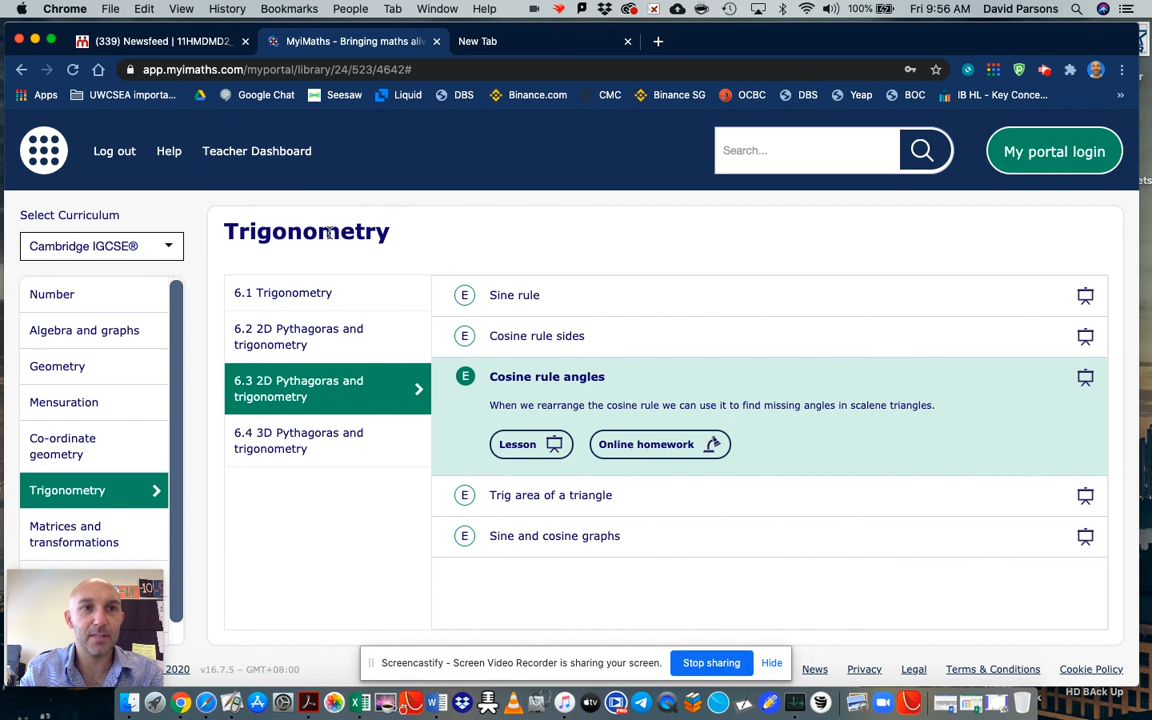 Chrome File Edit View History Bookmarks People Tab Window Help 100% Fri 9:56 AM David Parsons
(339) Newsfeed | 11HMDMD2_ × MyiMaths - Bringing maths aliv × New Tab × +
app.myimaths.com/myportal/library/24/523/4642#
Apps UWCSEA importa... Google Chat Seesaw Liquid DBS Binance.com CMC Binance SG OCBC DBS Yeap BOC IB HL - Key Conce... »
Log out Help Teacher Dashboard Search... My portal login
Select Curriculum
Cambridge IGCSE®
Number
Algebra and graphs
Geometry
Mensuration
Co-ordinate
geometry
Trigonometry
Matrices and
transformations
Trigonometry
6.1 Trigonometry
6.2 2D Pythagoras and
trigonometry
6.3 2D Pythagoras and
trigonometry
6.4 3D Pythagoras and
trigonometry
E Sine rule
E Cosine rule sides
E Cosine rule angles
When we rearrange the cosine rule we can use it to find missing angles in scalene triangles.
Lesson Online homework
E Trig area of a triangle
E Sine and cosine graphs
Screencastify - Screen Video Recorder is sharing your screen. Stop sharing Hide
2020 v16.7.5 – GMT+08:00 News Privacy Legal Terms & Conditions Cookie Policy
HD BAck Up